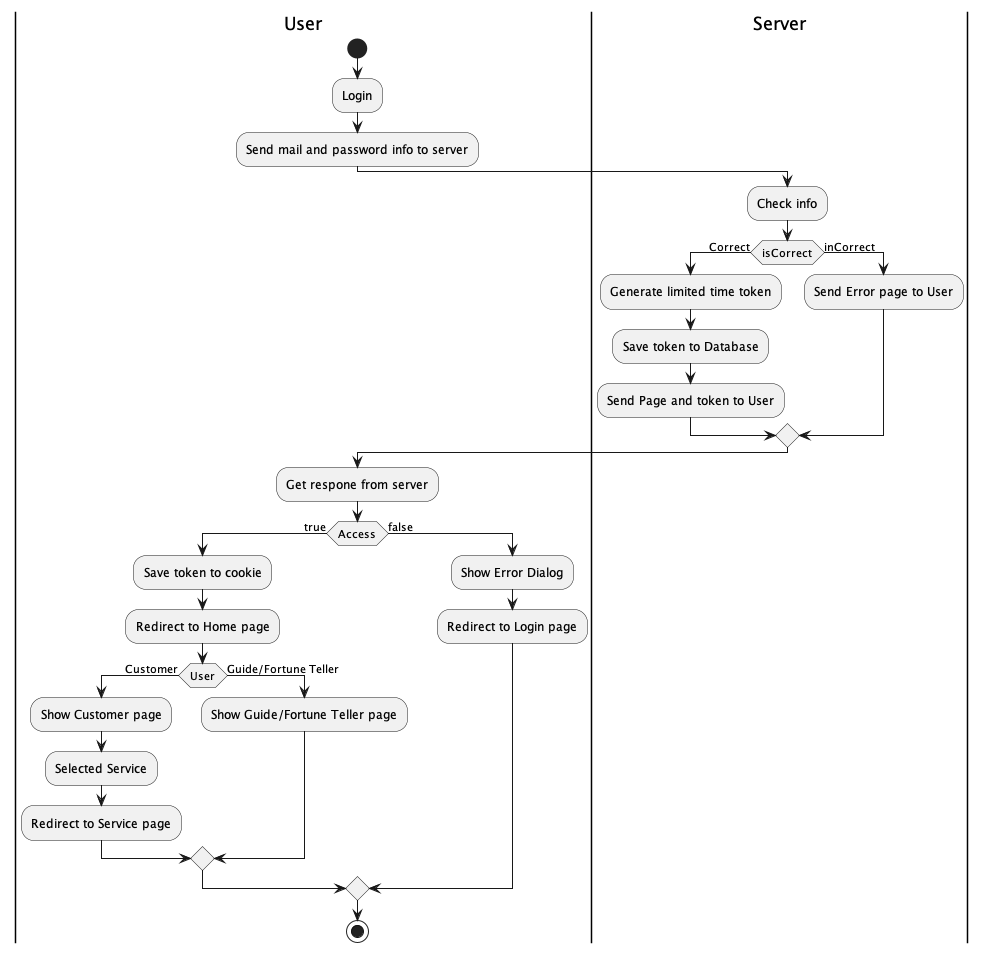 User
Server
Login
Send mail and password info to server
Check info
Correct
isCorrect
inCorrect
Generate limited time token
Send Error page to User
Save token to Database
Send Page and token to User
Get respone from server
true
Access
false
Save token to cookie
Show Error Dialog
Redirect to Home page
Redirect to Login page
Customer
User
Guide/Fortune Teller
Show Customer page
Show Guide/Fortune Teller page
Selected Service
Redirect to Service page